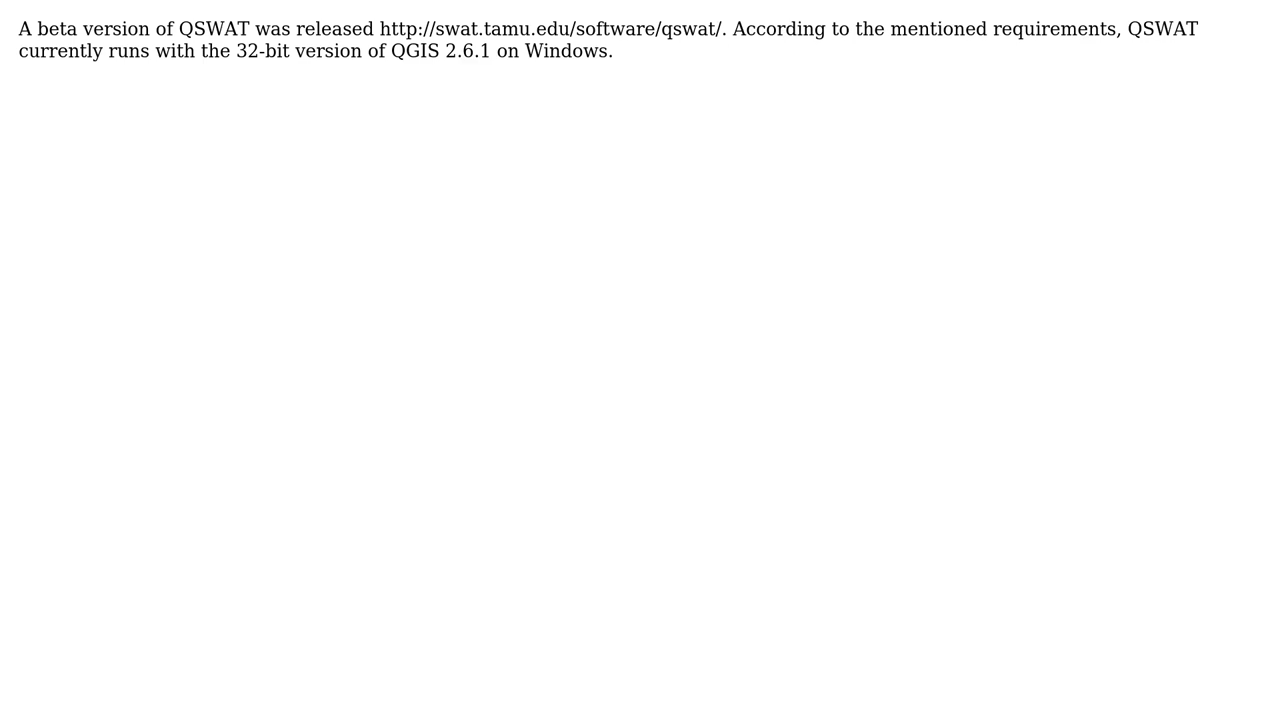 A beta version of QSWAT was released http://swat.tamu.edu/software/qswat/. According to the mentioned requirements, QSWAT
currently runs with the 32-bit version of QGIS 2.6.1 on Windows.